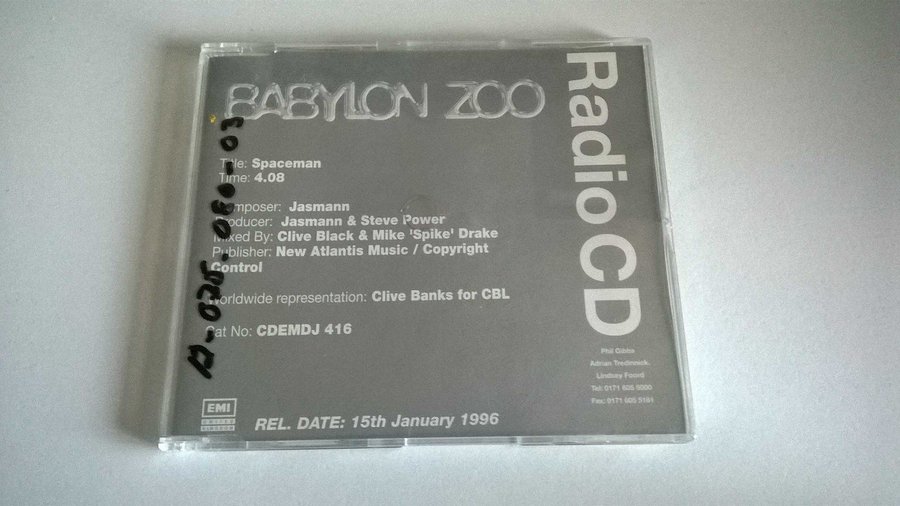 BABYLON ZOO
Title: Spaceman
Time: 4.08
Composer: Jasmann
Producer: Jasmann & Steve Power
Mixed By: Clive Black & Mike 'Spike' Drake
Publisher: New Atlantis Music / Copyright
Control
Worldwide representation: Clive Banks for CBL
Cat No: CDEMDJ 416
EMI
UNITED
KINGDOM
REL. DATE: 15th January 1996
Radio CD
Phil Gibbs
Adrian Tredinnick,
Lindsey Foord
Tel: 0171 605 5000
Fax: 0171 605 5181